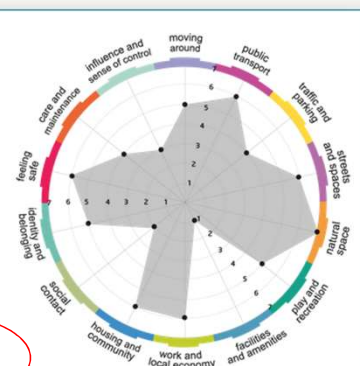 moving
around
public
transport
traffic and
parking
streets
and spaces
natural
space
play and
recreation
facilities
and amenities
work and
local economy
housing and
community
social
contact
identity and
belonging
feeling
safe
care and
maintenance
influence and
sense of control
7
6
5
4
3
2
1
7 6 5 4 3 2 1
1
2
3
4
5
6
7